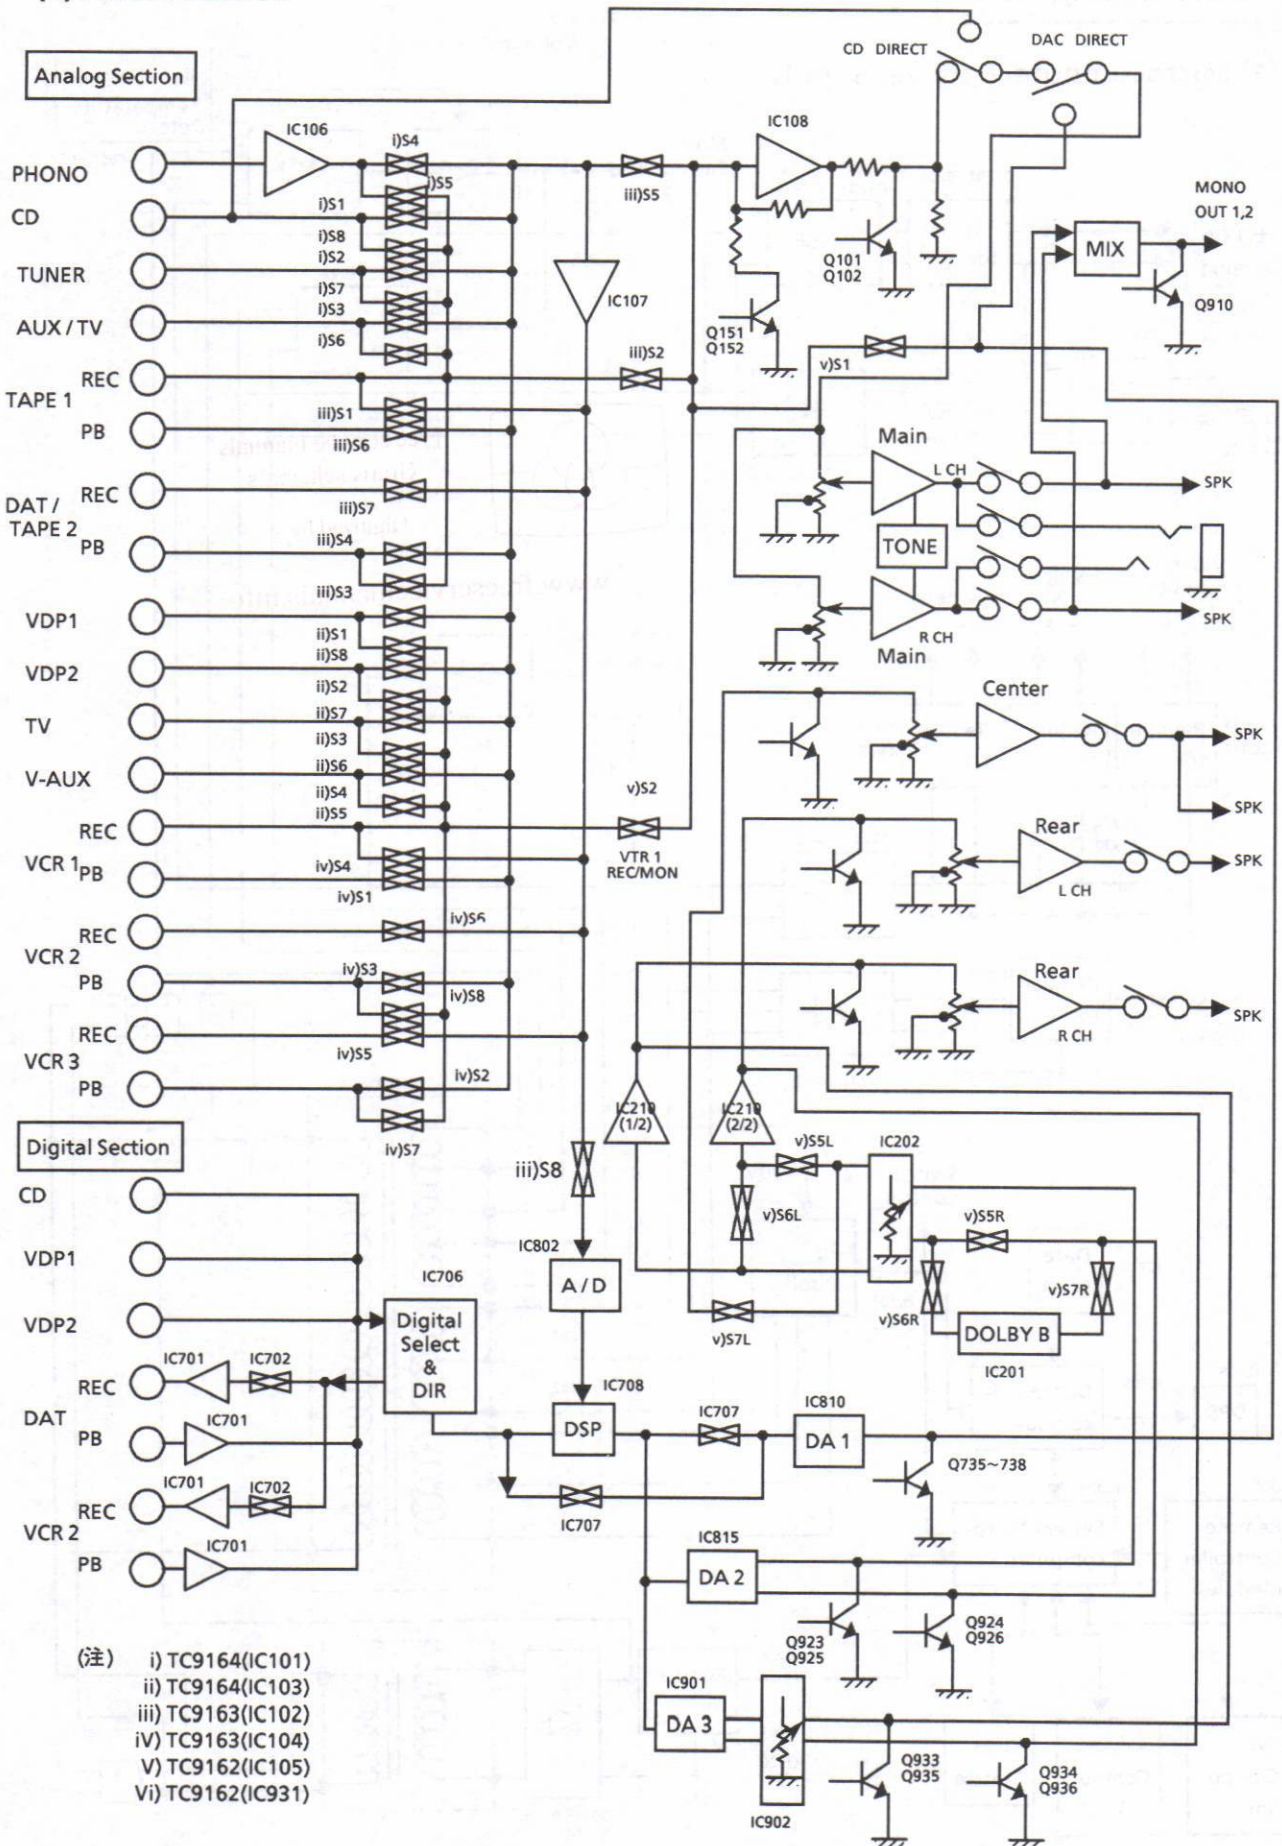 Analog Section
CD DIRECT
DAC DIRECT
IC106
i)S4
IC108
PHONO
i)S5
iii)S5
MONO
OUT 1,2
CD
i)S1
i)S8
Q101
Q102
MIX
TUNER
i)S2
IC107
i)S7
Q910
AUX / TV
i)S3
Q151
Q152
i)S6
iii)S2
v)S1
TAPE 1
REC
iii)S1
PB
iii)S6
Main
L CH
SPK
DAT /
TAPE 2
REC
iii)S7
PB
iii)S4
TONE
iii)S3
VDP1
R CH
SPK
Main
ii)S1
VDP2
ii)S8
ii)S2
Center
TV
ii)S7
SPK
ii)S3
V-AUX
ii)S6
v)S2
ii)S4
SPK
ii)S5
REC
VTR 1
REC/MON
Rear
VCR 1
iv)S4
SPK
PB
iv)S1
L CH
iv)S6
REC
VCR 2
iv)S3
PB
iv)S8
Rear
SPK
REC
iv)S5
R CH
VCR 3
iv)S2
PB
IC210
(1/2)
IC210
(2/2)
Digital Section
iv)S7
v)S5L
IC202
iii)S8
CD
v)S6L
v)S5R
VDP1
IC802
IC706
A / D
v)S7R
v)S6R
VDP2
Digital
Select
&
DIR
v)S7L
DOLBY B
IC201
IC701
IC702
REC
DAT
IC708
IC707
IC810
IC701
PB
DSP
DA 1
IC701
IC702
Q735~738
REC
IC707
VCR 2
IC701
IC815
PB
DA 2
Q923
Q925
Q924
Q926
(注)
i) TC9164(IC101)
ii) TC9164(IC103)
iii) TC9163(IC102)
iV) TC9163(IC104)
V) TC9162(IC105)
Vi) TC9162(IC931)
IC901
DA 3
Q933
Q935
Q934
Q936
IC902